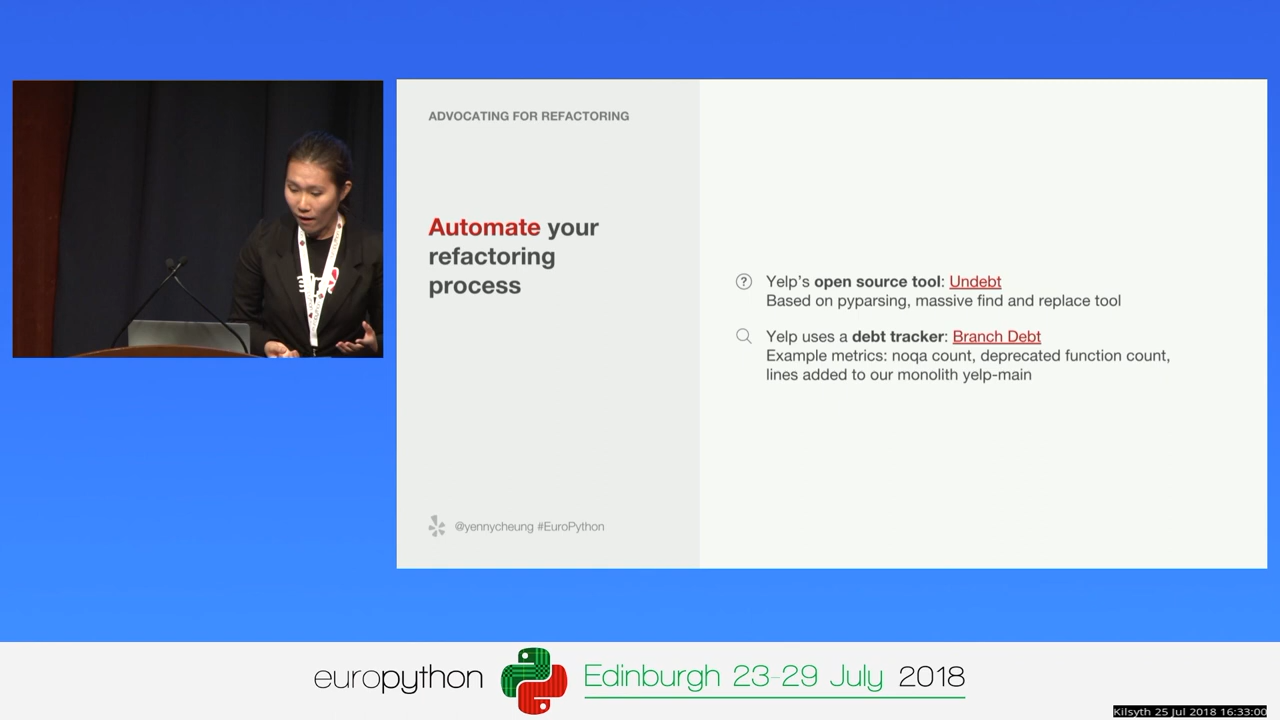 ADVOCATING FOR REFACTORING
Automate your
refactoring
process
Yelp's open source tool: Undebt
Based on pyparsing, massive find and replace tool
Yelp uses a debt tracker: Branch Debt
Example metrics: noqa count, deprecated function count,
lines added to our monolith yelp-main
@yennycheung #EuroPython
europython
Edinburgh 23-29 July 2018
Kilsyth 25 Jul 2018 16:33:00